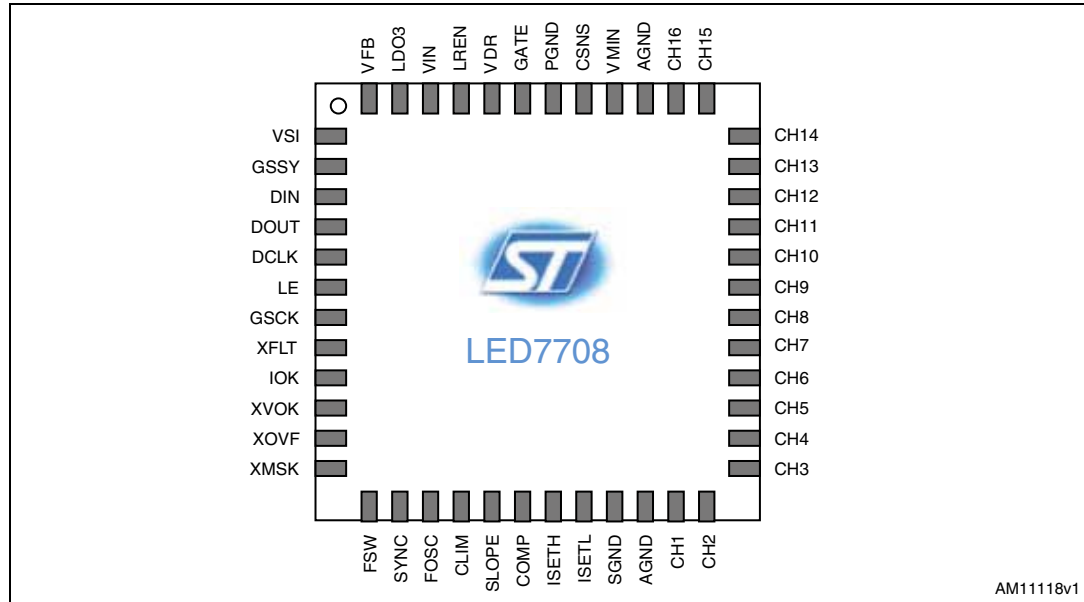 VFB
LDO3
VIN
LREN
VDR
GATE
PGND
CSNS
VMIN
AGND
CH16
CH15
VSI
GSSY
DIN
DOUT
DCLK
LE
GSCK
XFLT
IOK
XVOK
XOVF
XMSK
ST
LED7708
CH14
CH13
CH12
CH11
CH10
CH9
CH8
CH7
CH6
CH5
CH4
CH3
FSW
SYNC
FOSC
CLIM
SLOPE
COMP
ISETH
ISETL
SGND
AGND
CH1
CH2
AM11118v1